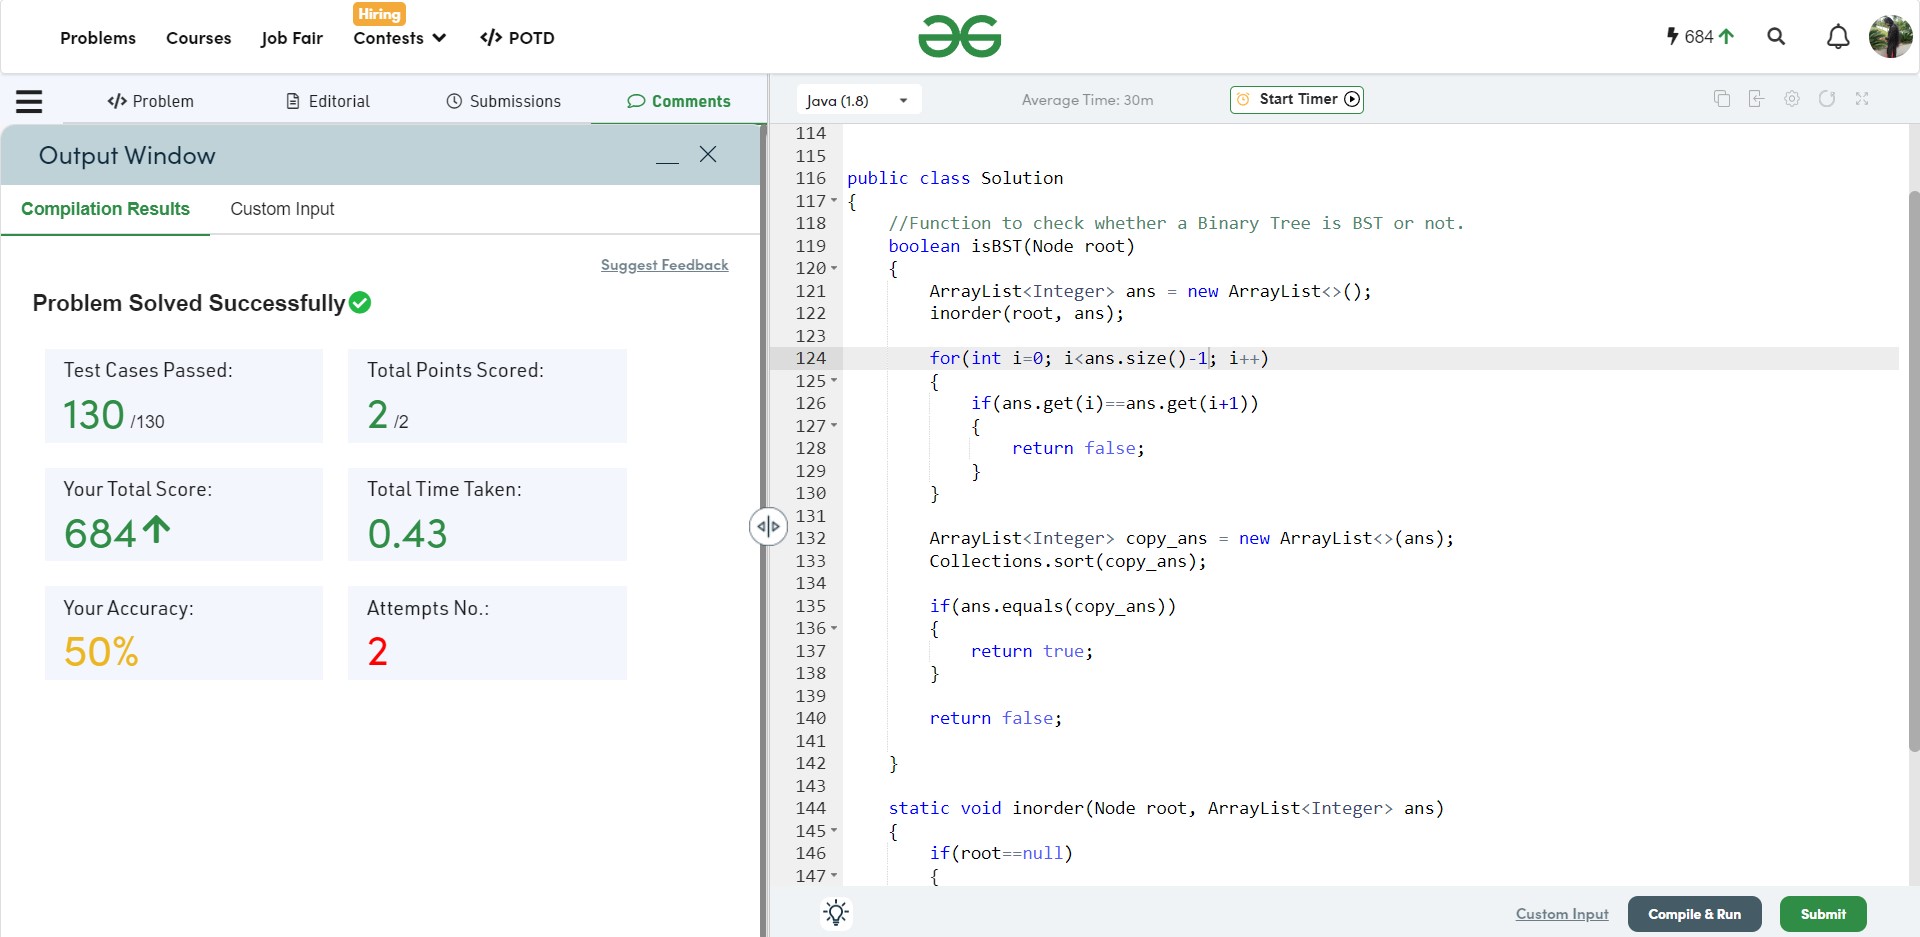 Hiring
Problems Courses Job Fair Contests </> POTD
684
</> Problem Editorial Submissions Comments
Java (1.8) Average Time: 30m Start Timer
Output Window
Compilation Results Custom Input
Suggest Feedback
Problem Solved Successfully
Test Cases Passed:
130 /130
Total Points Scored:
2 /2
Your Total Score:
684
Total Time Taken:
0.43
Your Accuracy:
50%
Attempts No.:
2
114
115
116 public class Solution
117 {
118 //Function to check whether a Binary Tree is BST or not.
119 boolean isBST(Node root)
120 {
121 ArrayList<Integer> ans = new ArrayList<>();
122 inorder(root, ans);
123
124 for(int i=0; i<ans.size()-1; i++)
125 {
126 if(ans.get(i)==ans.get(i+1))
127 {
128 return false;
129 }
130 }
131
132 ArrayList<Integer> copy_ans = new ArrayList<>(ans);
133 Collections.sort(copy_ans);
134
135 if(ans.equals(copy_ans))
136 {
137 return true;
138 }
139
140 return false;
141
142 }
143
144 static void inorder(Node root, ArrayList<Integer> ans)
145 {
146 if(root==null)
147 {
Custom Input Compile & Run Submit